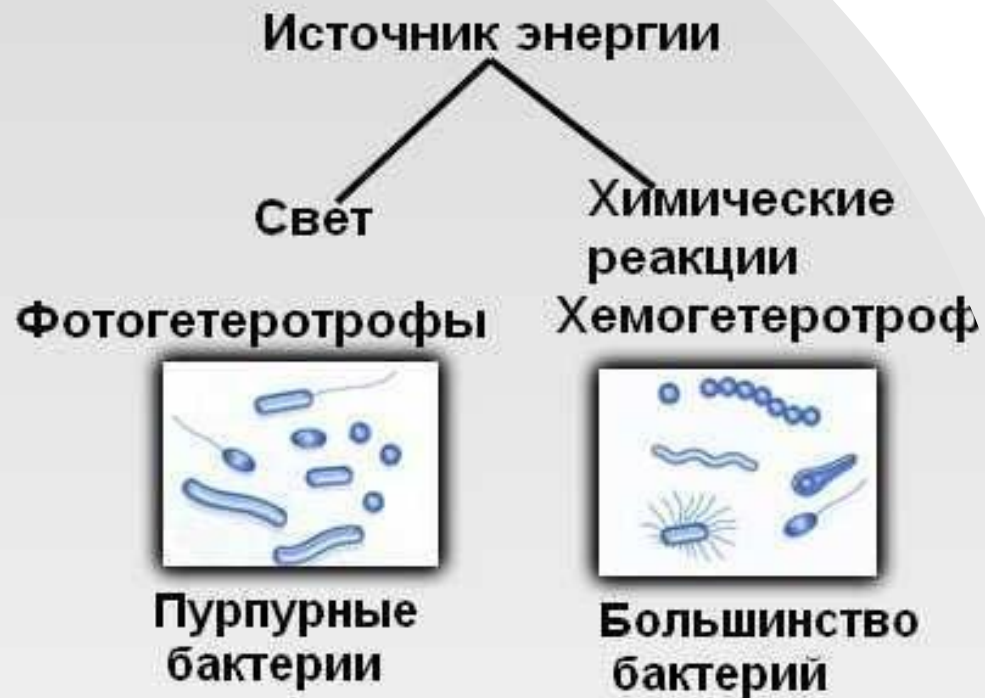 Источник энергии
Свет
Химические
реакции
Фотогетеротрофы
Хемогетеротроф
Пурпурные
бактерии
Большинство
бактерий